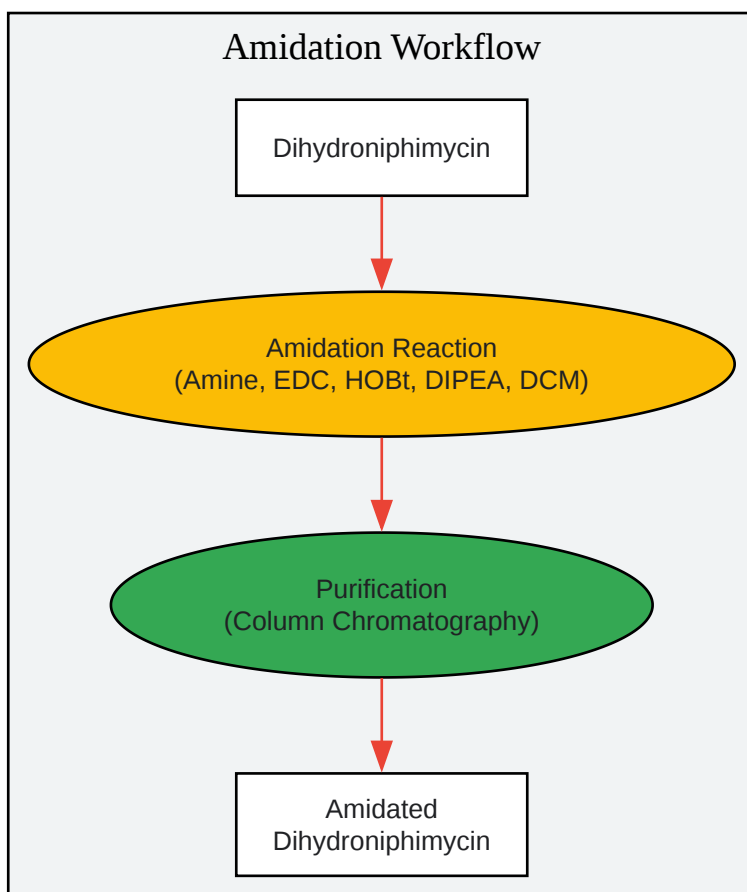 Amidation Workflow
Dihydroniphimycin
Amidation Reaction
(Amine, EDC, HOBt, DIPEA, DCM)
Purification
(Column Chromatography)
Amidated
Dihydroniphimycin